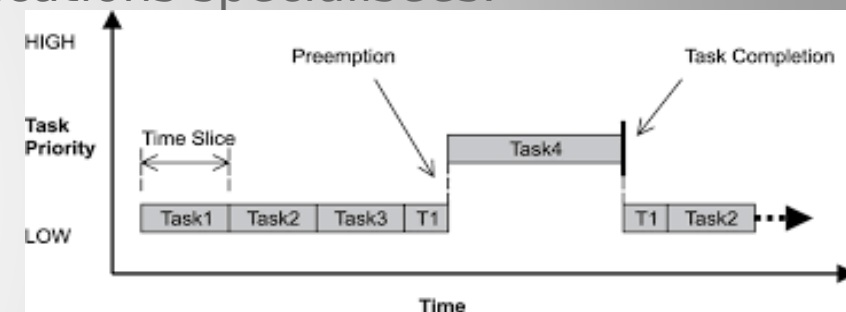 HIGH
Preemption
Task Completion
Task
Priority
Time Slice
Task4
Task1 Task2 Task3 T1
T1 Task2
LOW
Time